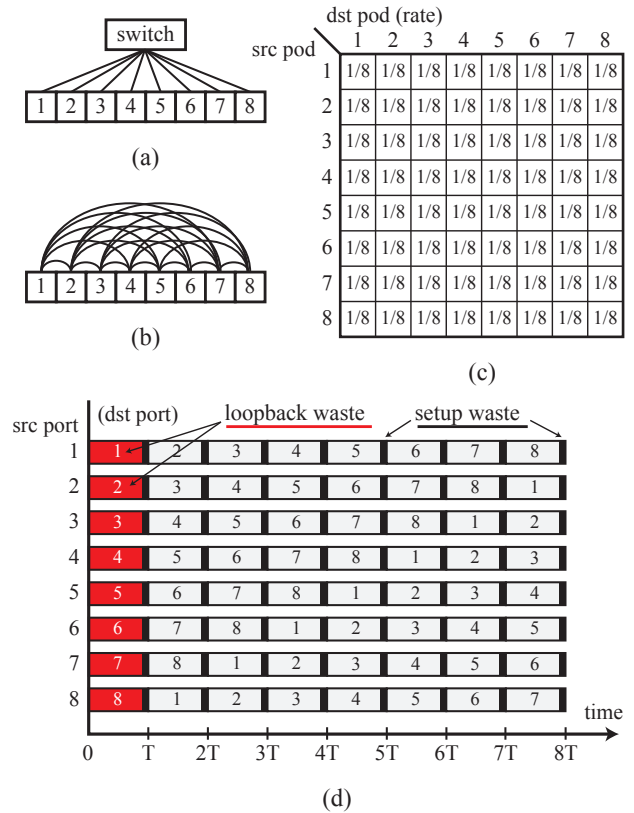 switch
1 2 3 4 5 6 7 8
(a)
1 2 3 4 5 6 7 8
(b)
dst pod (rate)
src pod
1 2 3 4 5 6 7 8
1 1/8 1/8 1/8 1/8 1/8 1/8 1/8 1/8
2 1/8 1/8 1/8 1/8 1/8 1/8 1/8 1/8
3 1/8 1/8 1/8 1/8 1/8 1/8 1/8 1/8
4 1/8 1/8 1/8 1/8 1/8 1/8 1/8 1/8
5 1/8 1/8 1/8 1/8 1/8 1/8 1/8 1/8
6 1/8 1/8 1/8 1/8 1/8 1/8 1/8 1/8
7 1/8 1/8 1/8 1/8 1/8 1/8 1/8 1/8
8 1/8 1/8 1/8 1/8 1/8 1/8 1/8 1/8
(c)
src port (dst port) loopback waste setup waste
1 1 2 3 4 5 6 7 8
2 2 3 4 5 6 7 8 1
3 3 4 5 6 7 8 1 2
4 4 5 6 7 8 1 2 3
5 5 6 7 8 1 2 3 4
6 6 7 8 1 2 3 4 5
7 7 8 1 2 3 4 5 6
8 8 1 2 3 4 5 6 7
time
0 T 2T 3T 4T 5T 6T 7T 8T
(d)